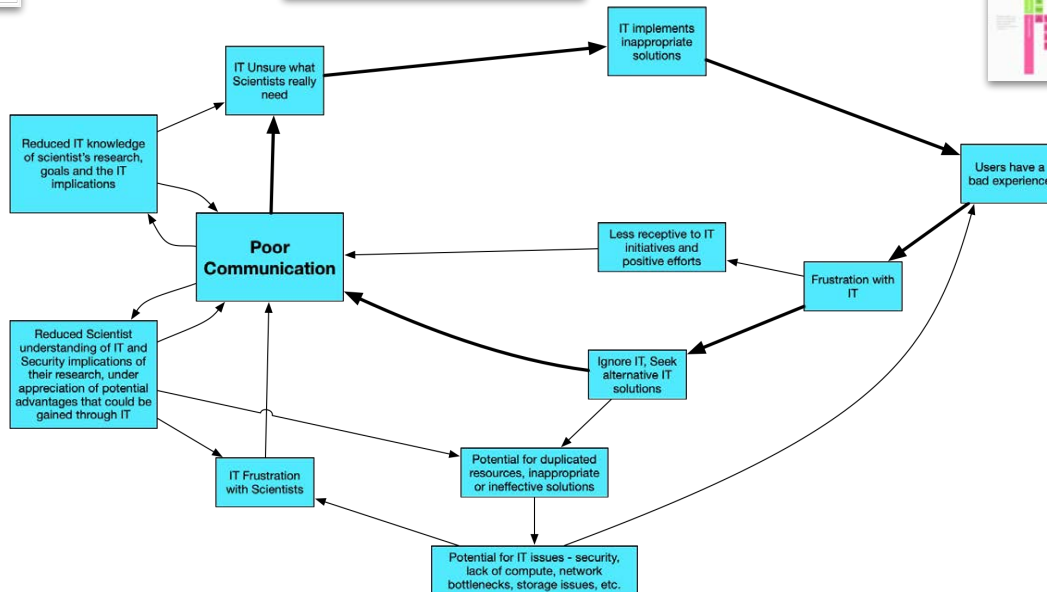 IT implements
inappropriate
solutions
IT Unsure what
Scientists really
need
Reduced IT knowledge
of scientist's research,
goals and the IT
implications
Users have a
bad experience
Poor
Communication
Less receptive to IT
initiatives and
positive efforts
Frustration with
IT
Reduced Scientist
understanding of IT and
Security implications of
their research, under
appreciation of potential
advantages that could be
gained through IT
Ignore IT, Seek
alternative IT
solutions
IT Frustration
with Scientists
Potential for duplicated
resources, inappropriate
or ineffective solutions
Potential for IT issues - security,
lack of compute, network
bottlenecks, storage issues, etc.